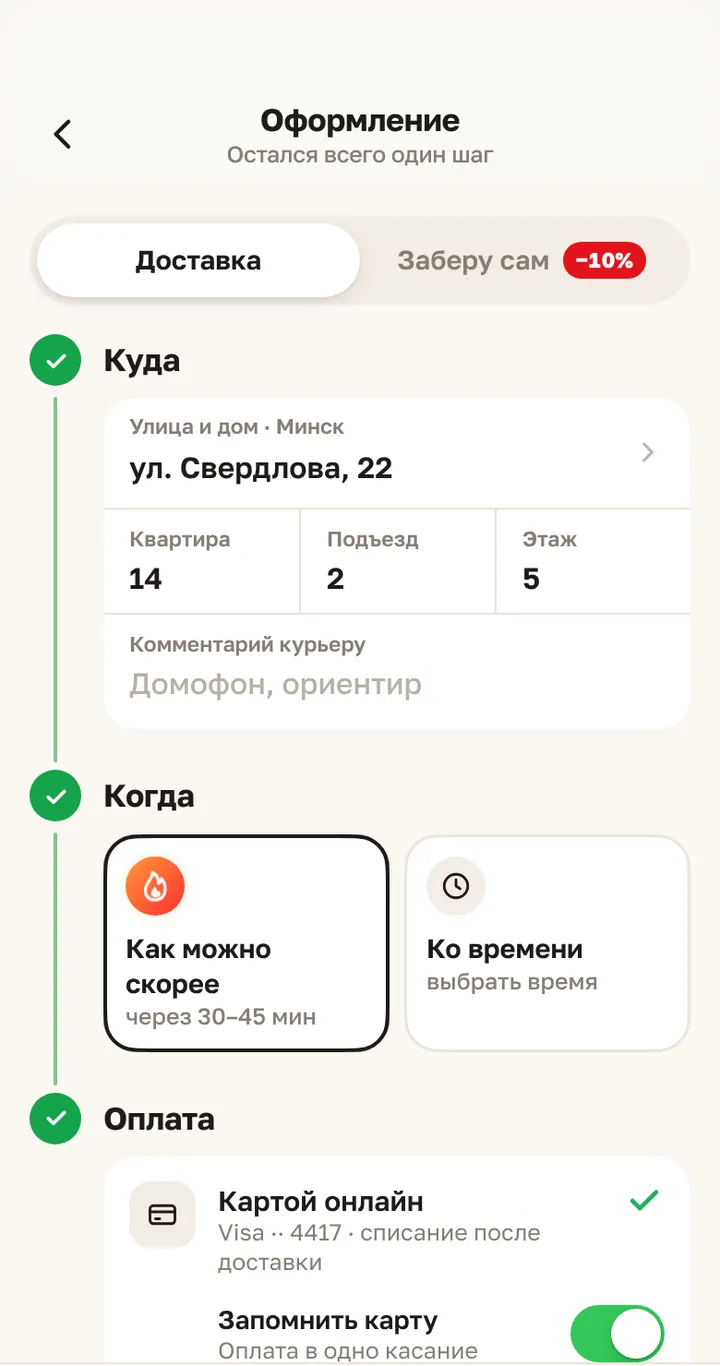 Оформление
Остался всего один шаг
Доставка
Заберу сам −10%
Куда
Улица и дом · Минск
ул. Свердлова, 22
Квартира
14
Подъезд
2
Этаж
5
Комментарий курьеру
Домофон, ориентир
Когда
Как можно
скорее
через 30–45 мин
Ко времени
выбрать время
Оплата
Картой онлайн
Visa ·· 4417 · списание после
доставки
Запомнить карту
Оплата в одно касание